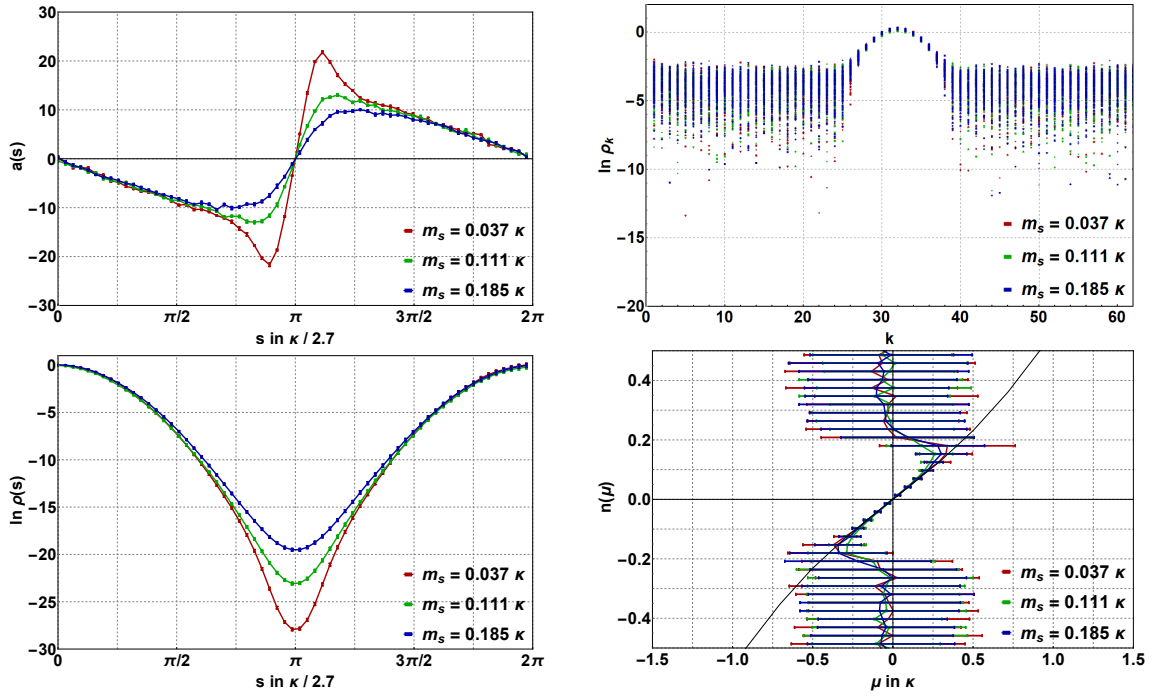 30
20
10
0
−10
−20
−30
a(s)
0
π/2
π
3π/2
2π
s in κ / 2.7
m_s = 0.037 κ
m_s = 0.111 κ
m_s = 0.185 κ
0
−5
−10
−15
−20
ln ρ_k
0
10
20
30
40
50
60
k
m_s = 0.037 κ
m_s = 0.111 κ
m_s = 0.185 κ
0
−5
−10
−15
−20
−25
−30
ln ρ(s)
0
π/2
π
3π/2
2π
s in κ / 2.7
m_s = 0.037 κ
m_s = 0.111 κ
m_s = 0.185 κ
0.4
0.2
0.0
−0.2
−0.4
n(μ)
−1.5
−1.0
−0.5
0
0.5
1.0
1.5
μ in κ
m_s = 0.037 κ
m_s = 0.111 κ
m_s = 0.185 κ